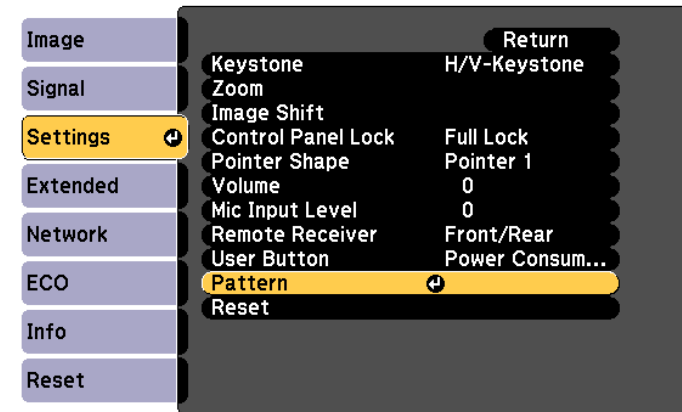 Image
Signal
Settings
Extended
Network
ECO
Info
Reset
Return
Keystone H/V-Keystone
Zoom
Image Shift
Control Panel Lock Full Lock
Pointer Shape Pointer 1
Volume 0
Mic Input Level 0
Remote Receiver Front/Rear
User Button Power Consum...
Pattern
Reset